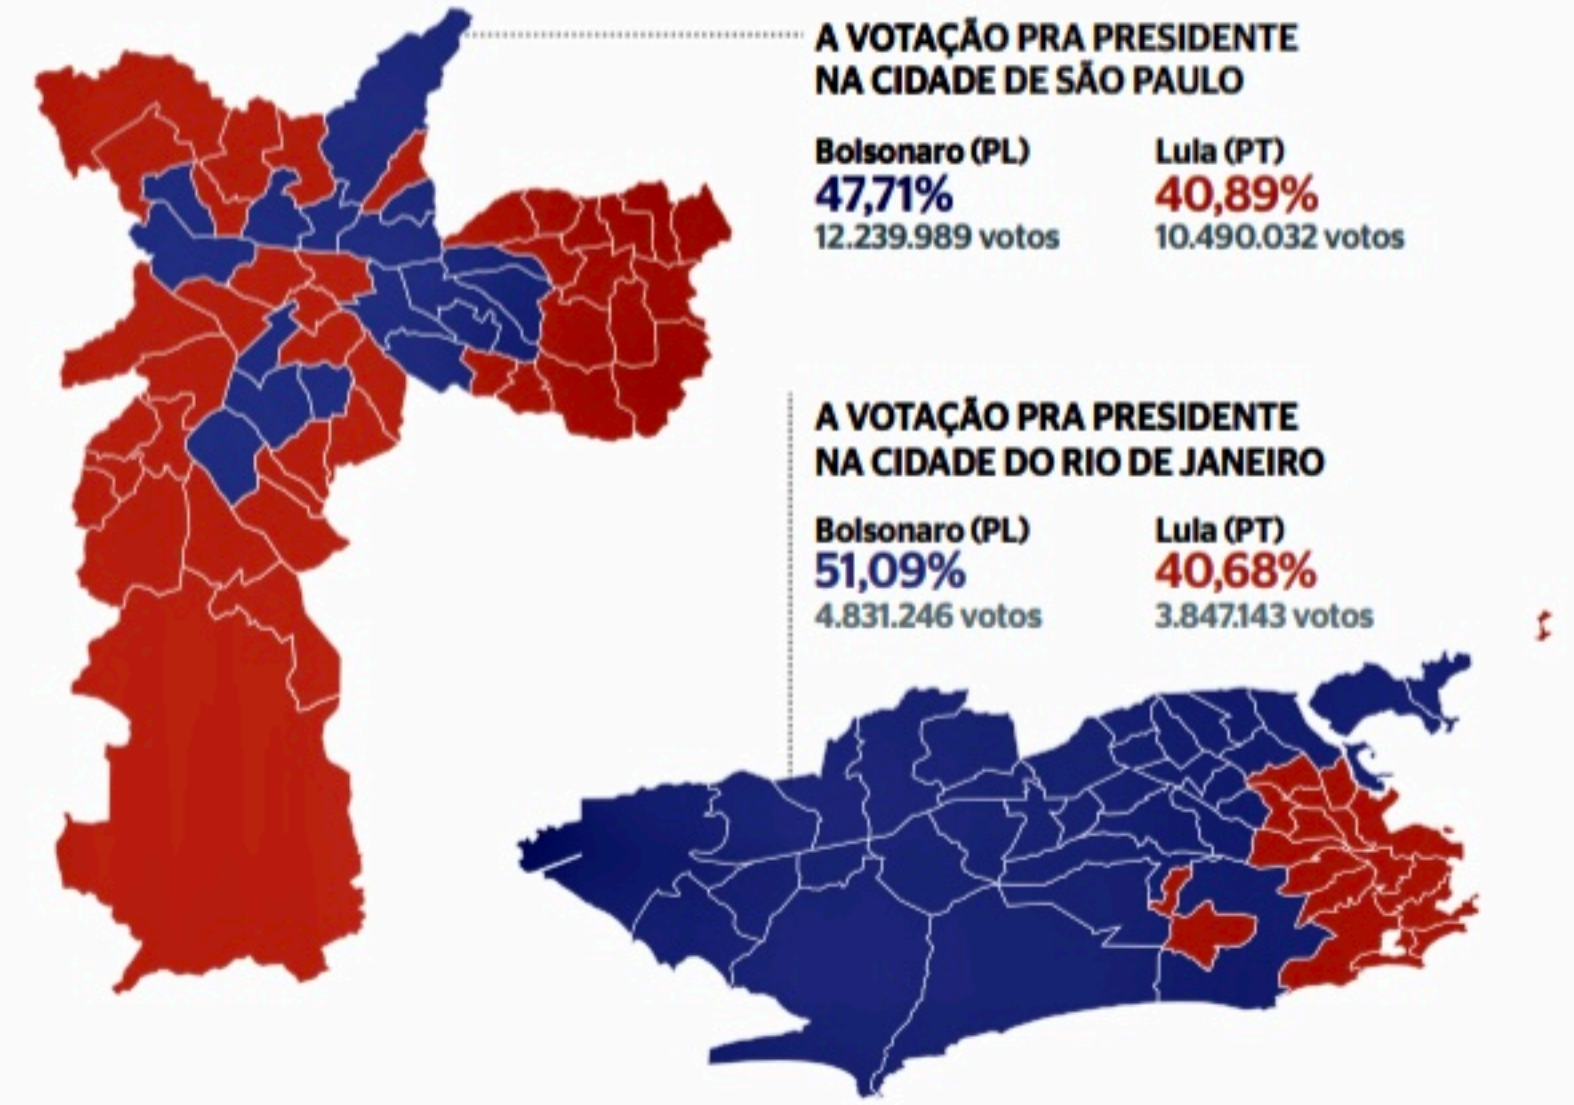 A VOTAÇÃO PRA PRESIDENTE
NA CIDADE DE SÃO PAULO
Bolsonaro (PL)
47,71%
12.239.989 votos
Lula (PT)
40,89%
10.490.032 votos
A VOTAÇÃO PRA PRESIDENTE
NA CIDADE DO RIO DE JANEIRO
Bolsonaro (PL)
51,09%
4.831.246 votos
Lula (PT)
40,68%
3.847.143 votos